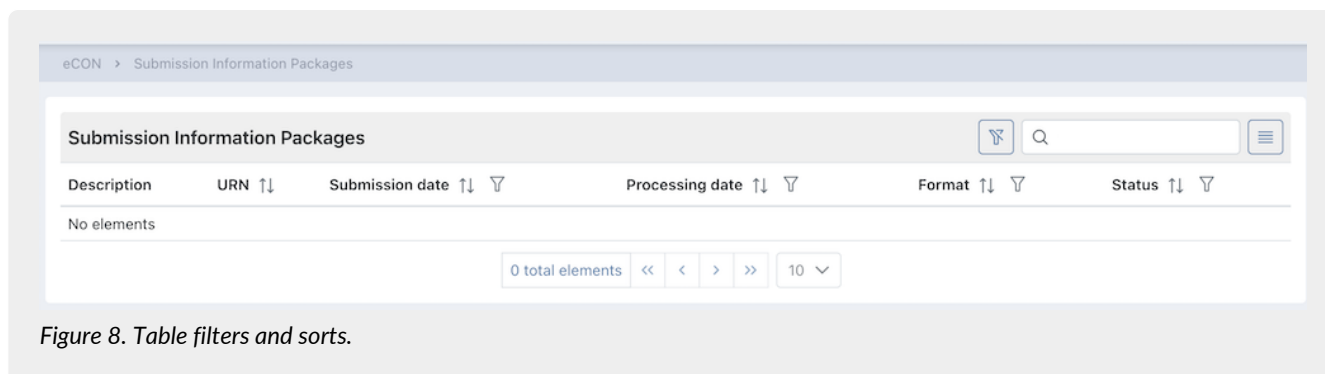 eCON > Submission Information Packages
Submission Information Packages
Description URN Submission date Processing date Format Status
No elements
0 total elements << < > >> 10
Figure 8. Table filters and sorts.